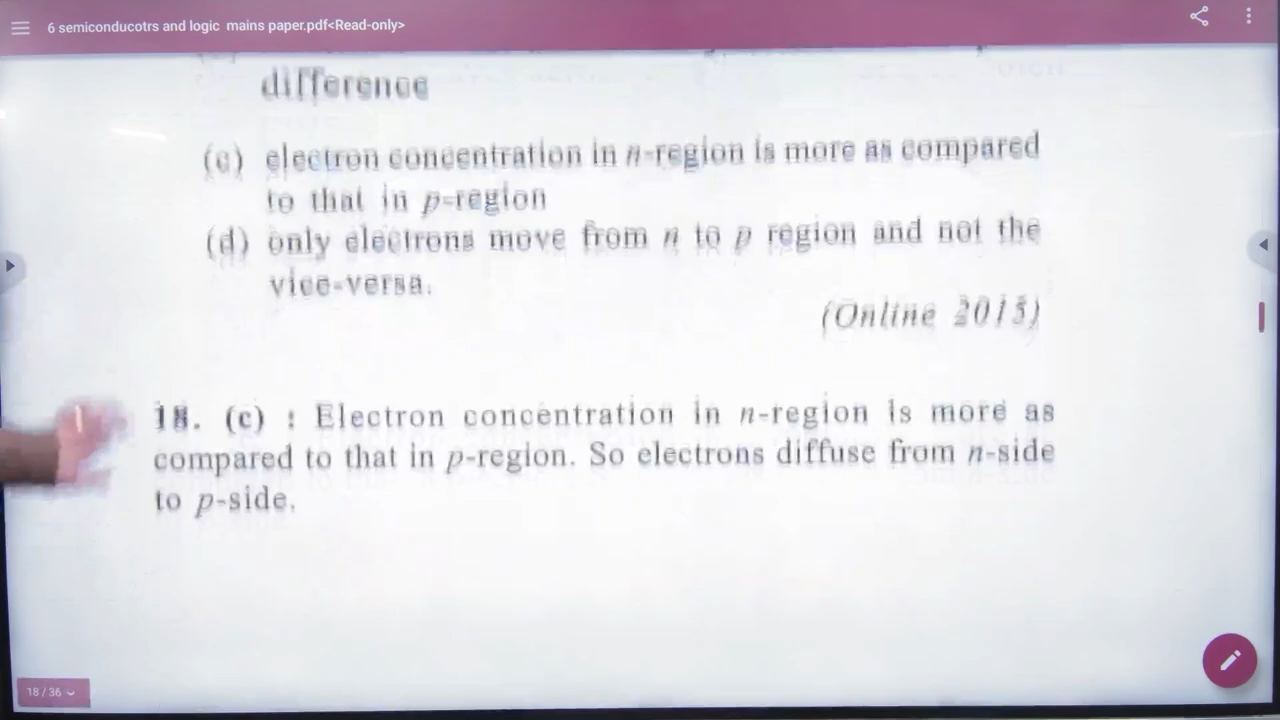 6 semiconducotrs and logic  mains paper.pdf<Read-only>
difference
(c) electron concentration in n-region is more as compared
to that in p-region
(d) only electrons move from n to p region and not the
vice-versa.
(Online 2015)
18. (c) : Electron concentration in n-region is more as
compared to that in p-region. So electrons diffuse from n-side
to p-side.
18 / 36